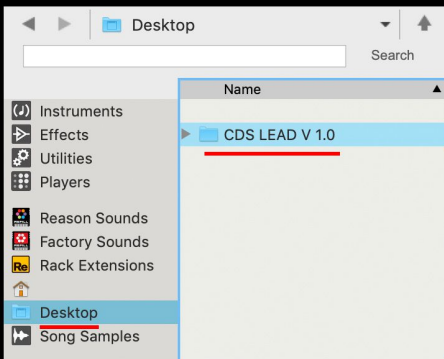 Desktop
Search
Name
Instruments
Effects
CDS LEAD V 1.0
Utilities
Players
Reason Sounds
Factory Sounds
Re Rack Extensions
Desktop
Song Samples